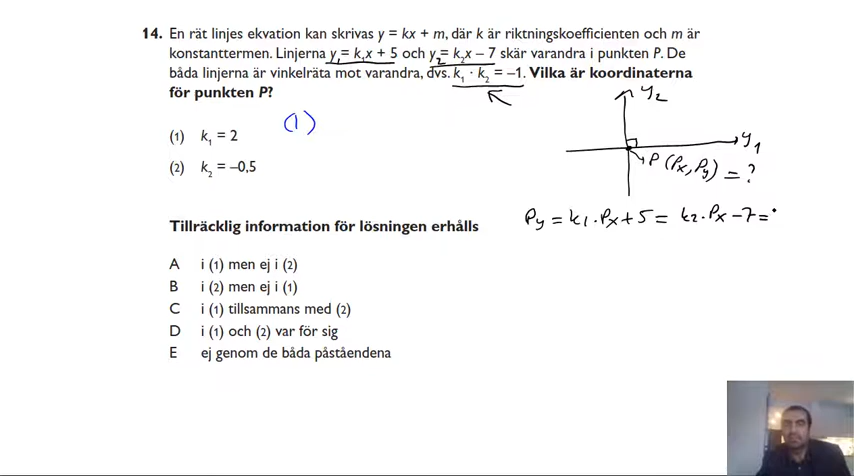 14. En rät linjes ekvation kan skrivas y = kx + m, där k är riktningskoefficienten och m är
konstanttermen. Linjerna y₁ = k₁x + 5 och y₂ = k₂x – 7 skär varandra i punkten P. De
båda linjerna är vinkelräta mot varandra, dvs. k₁ · k₂ = –1. Vilka är koordinaterna
för punkten P?
(1)
(1) k₁ = 2
(2) k₂ = –0,5
y₂
y₁
P (Px, Py) = ?
Py = k₁·Px + 5 = k₂·Px – 7 =
Tillräcklig information för lösningen erhålls
A i (1) men ej i (2)
B i (2) men ej i (1)
C i (1) tillsammans med (2)
D i (1) och (2) var för sig
E ej genom de båda påståendena